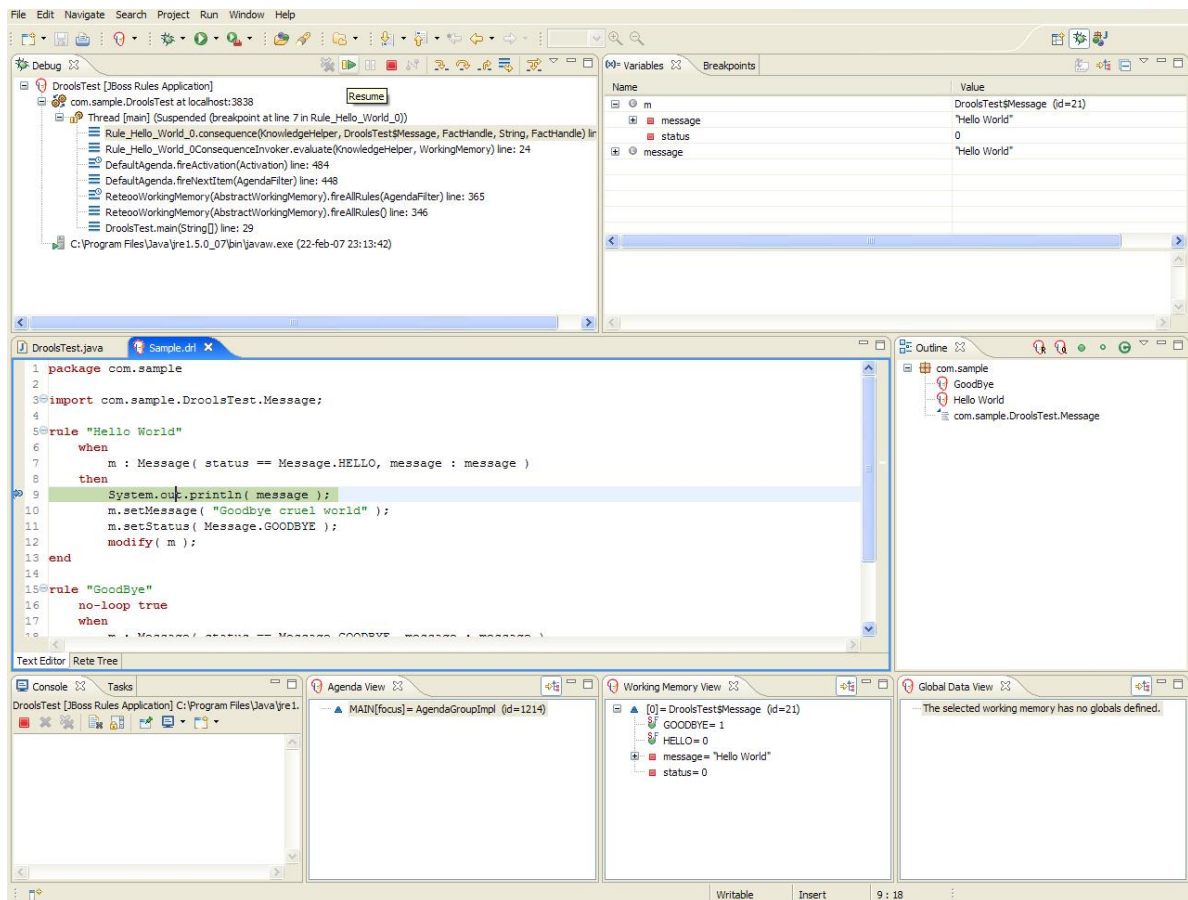 File Edit Navigate Search Project Run Window Help
Debug
Resume
DroolsTest [JBoss Rules Application]
com.sample.DroolsTest at localhost:3838
Thread [main] (Suspended (breakpoint at line 7 in Rule_Hello_World_0))
Rule_Hello_World_0.consequence(KnowledgeHelper, DroolsTest$Message, FactHandle, String, FactHandle) lin
Rule_Hello_World_0ConsequenceInvoker.evaluate(KnowledgeHelper, WorkingMemory) line: 24
DefaultAgenda.fireActivation(Activation) line: 484
DefaultAgenda.fireNextItem(AgendaFilter) line: 448
ReteooWorkingMemory(AbstractWorkingMemory).fireAllRules(AgendaFilter) line: 365
ReteooWorkingMemory(AbstractWorkingMemory).fireAllRules() line: 346
DroolsTest.main(String[]) line: 29
C:\Program Files\Java\jre1.5.0_07\bin\javaw.exe (22-feb-07 23:13:42)
(x)= Variables Breakpoints
Name Value
m DroolsTest$Message (id=21)
message "Hello World"
status 0
message "Hello World"
DroolsTest.java Sample.drl
1 package com.sample
2
3 import com.sample.DroolsTest.Message;
4
5 rule "Hello World"
6 when
7 m : Message( status == Message.HELLO, message : message )
8 then
9 System.out.println( message );
10 m.setMessage( "Goodbye cruel world" );
11 m.setStatus( Message.GOODBYE );
12 modify( m );
13 end
14
15 rule "GoodBye"
16 no-loop true
17 when
18 m : Message( status == Message.GOODBYE, message : message )
Text Editor Rete Tree
Outline
com.sample
GoodBye
Hello World
com.sample.DroolsTest.Message
Console Tasks
DroolsTest [JBoss Rules Application] C:\Program Files\Java\jre1.
Agenda View
MAIN[focus]= AgendaGroupImpl (id=1214)
Working Memory View
[0]= DroolsTest$Message (id=21)
GOODBYE= 1
HELLO= 0
message= "Hello World"
status= 0
Global Data View
The selected working memory has no globals defined.
Writable Insert 9 : 18